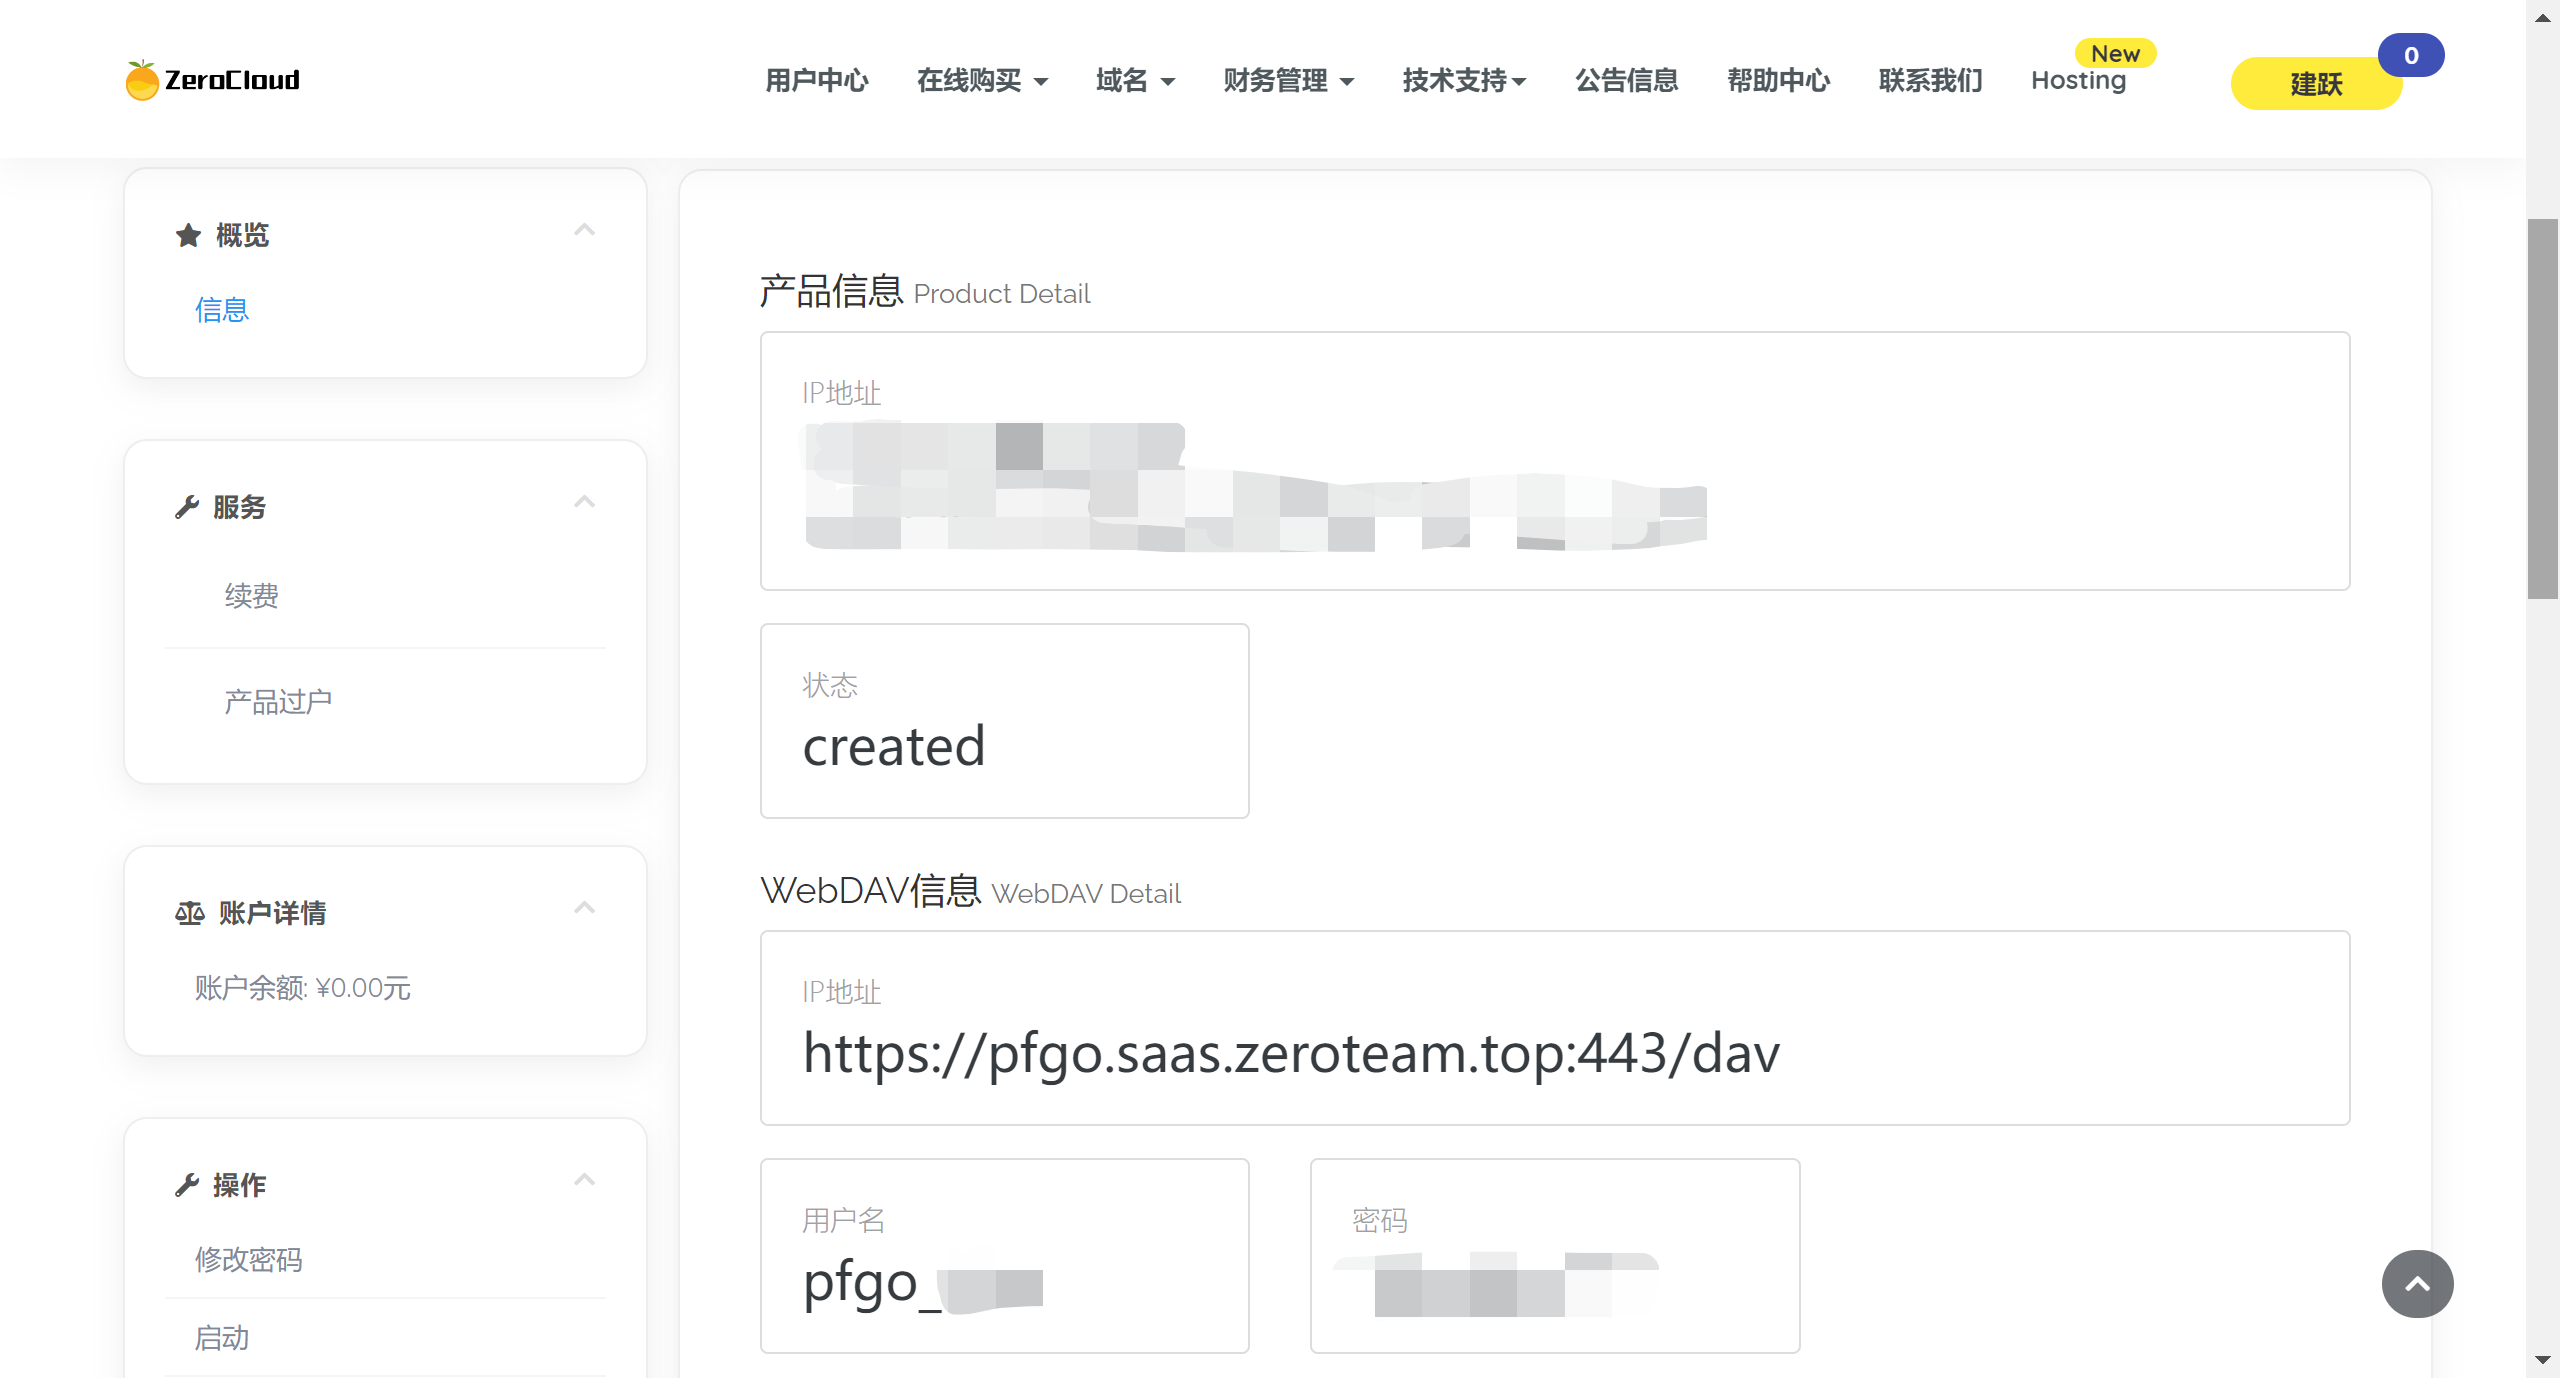 ZeroCloud
用户中心 在线购买 域名 财务管理 技术支持 公告信息 帮助中心 联系我们 Hosting New 建跃 0
概览
信息
服务
续费
产品过户
账户详情
账户余额: ¥0.00元
操作
修改密码
启动
产品信息 Product Detail
IP地址
状态
created
WebDAV信息 WebDAV Detail
IP地址
https://pfgo.saas.zeroteam.top:443/dav
用户名
pfgo_
密码